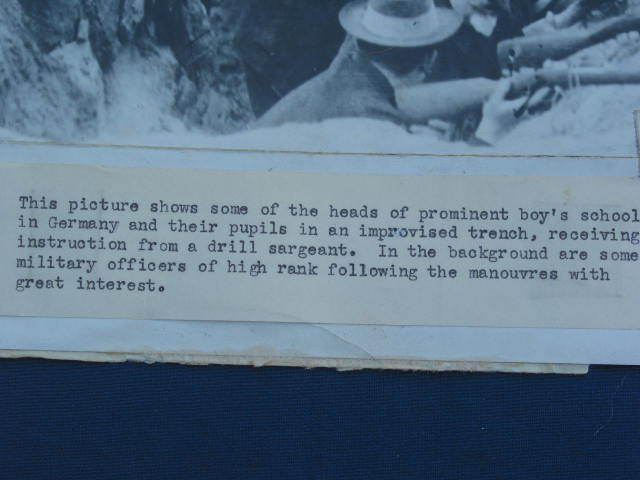 This picture shows some of the heads of prominent boy's school
in Germany and their pupils in an improvised trench, receiving
instruction from a drill sargeant. In the background are some
military officers of high rank following the manouvres with
great interest.